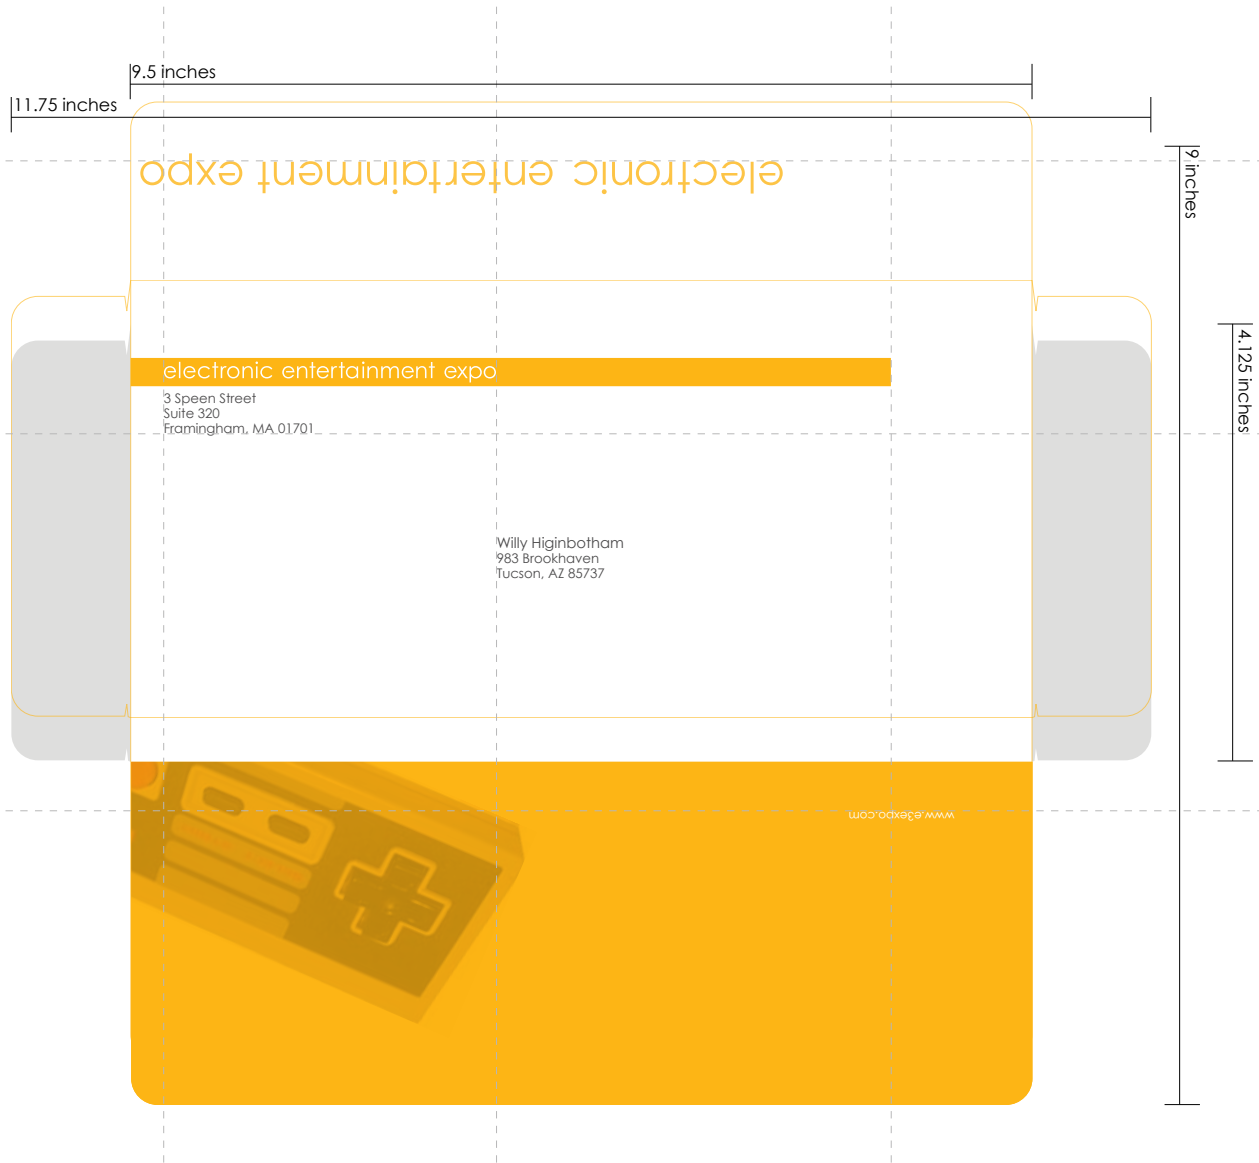 9.5 inches
11.75 inches
9 inches
electronic entertainment expo
4.125 inches
electronic entertainment expo
3 Speen Street
Suite 320
Framingham, MA 01701
Willy Higinbotham
983 Brookhaven
Tucson, AZ 85737
www.e3expo.com